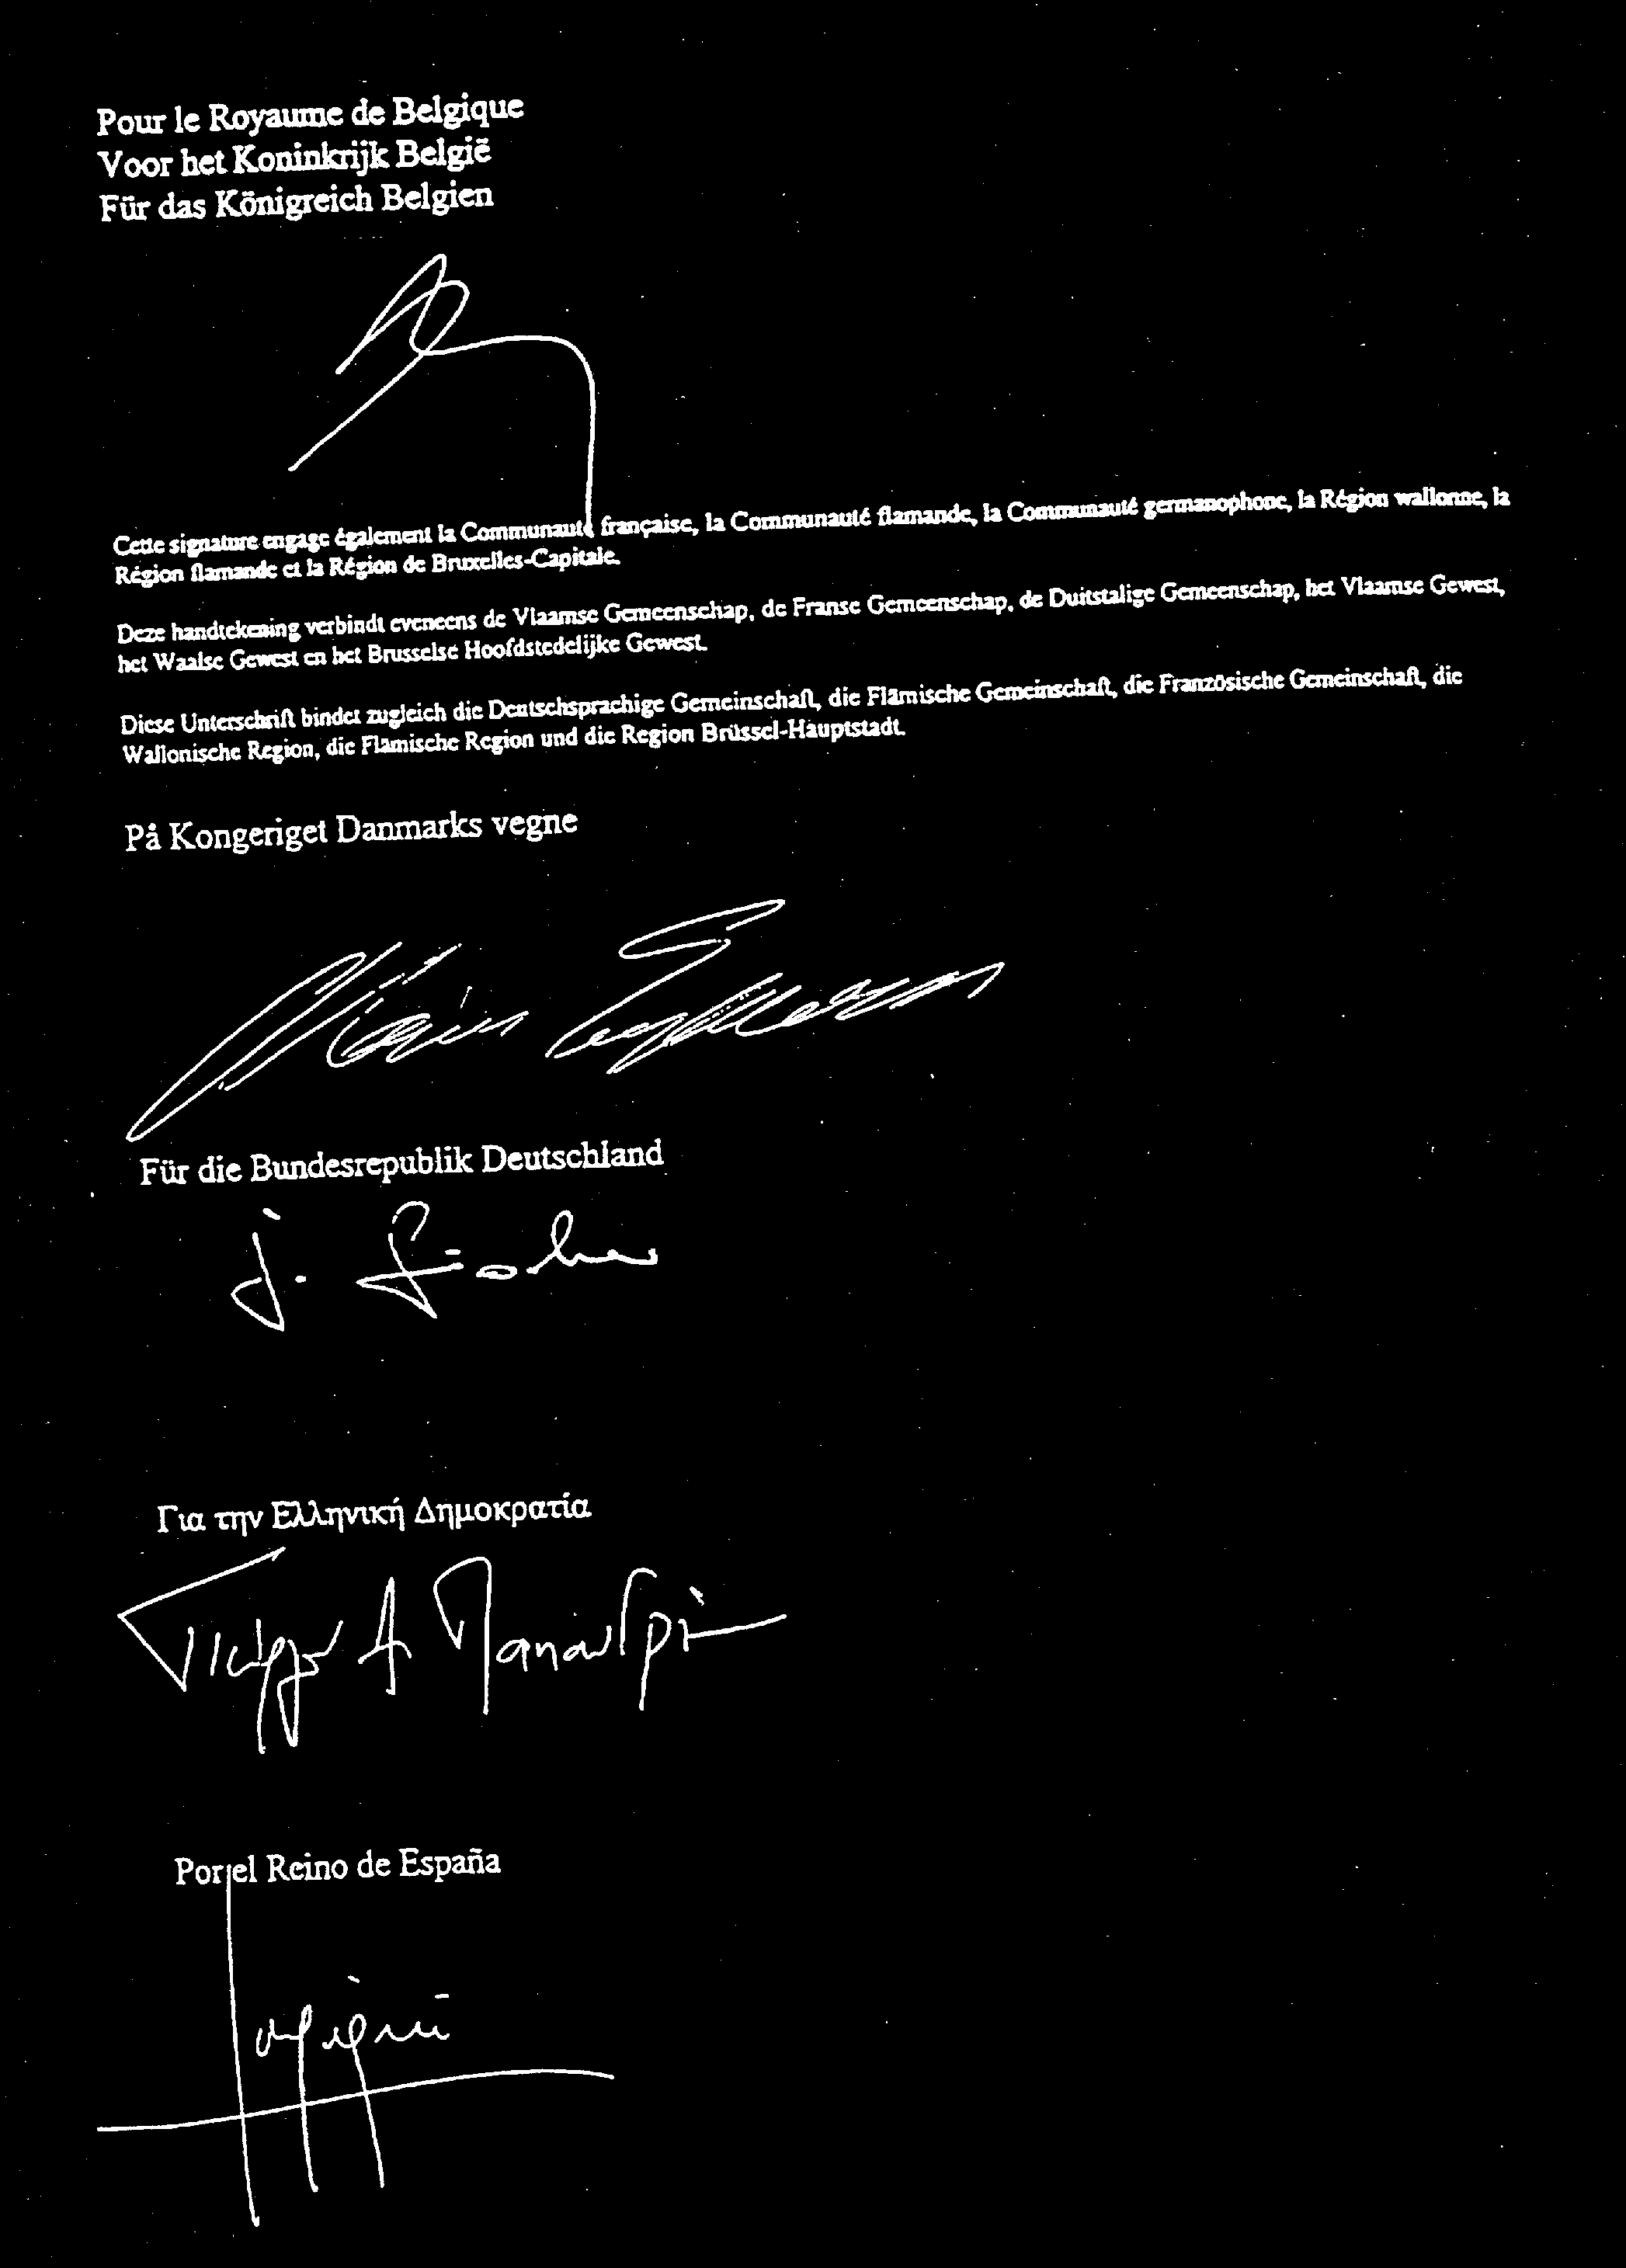 Pour le Royaume de Belgique
Voor het Koninkrijk België
Für das Königreich Belgien
Cette signature engage également la Communauté française, la Communauté flamande, la Communauté germanophone, la Région wallonne, la
Région flamande et la Région de Bruxelles-Capitale.
Deze handtekening verbindt eveneens de Vlaamse Gemeenschap, de Franse Gemeenschap, de Duitstalige Gemeenschap, het Vlaamse Gewest,
het Waalse Gewest en het Brusselse Hoofdstedelijke Gewest.
Diese Unterschrift bindet zugleich die Deutschsprachige Gemeinschaft, die Flämische Gemeinschaft, die Französische Gemeinschaft, die
Wallonische Region, die Flämische Region und die Region Brüssel-Hauptstadt.
På Kongeriget Danmarks vegne
Für die Bundesrepublik Deutschland
Για την Ελληνική Δημοκρατία
Por el Reino de España